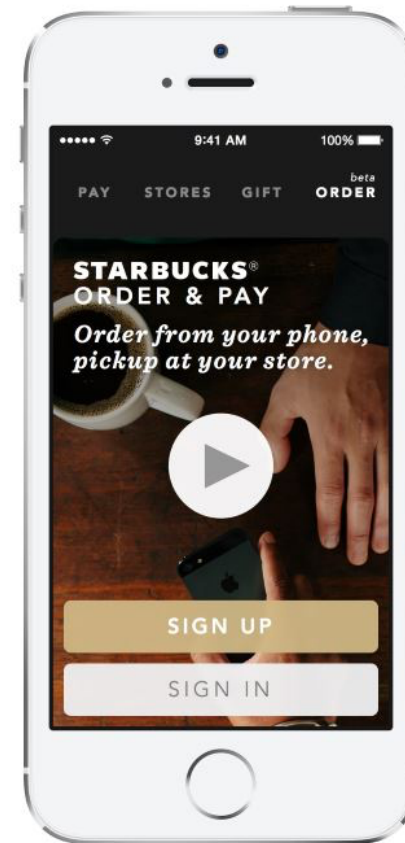 9:41 AM 100%
beta
PAY STORES GIFT ORDER
STARBUCKS®
ORDER & PAY
Order from your phone,
pickup at your store.
SIGN UP
SIGN IN